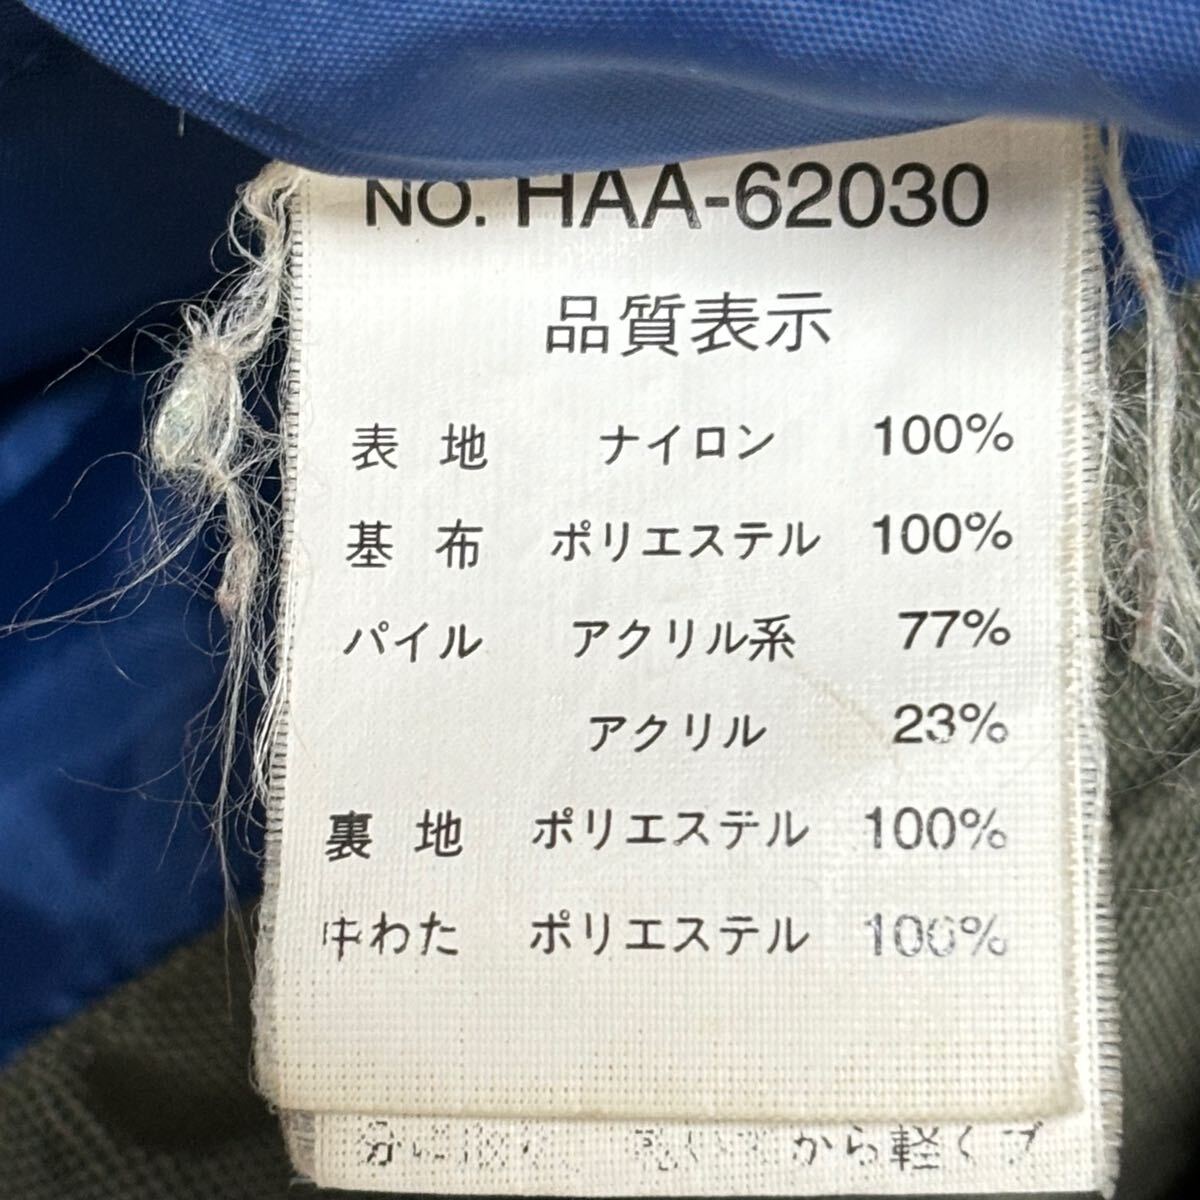 NO. HAA-62030
品質表示
表 地 ナイロン 100%
基 布 ポリエステル 100%
パイル アクリル系 77%
アクリル 23%
裏 地 ポリエステル 100%
中わた ポリエステル 100%
から軽くブ